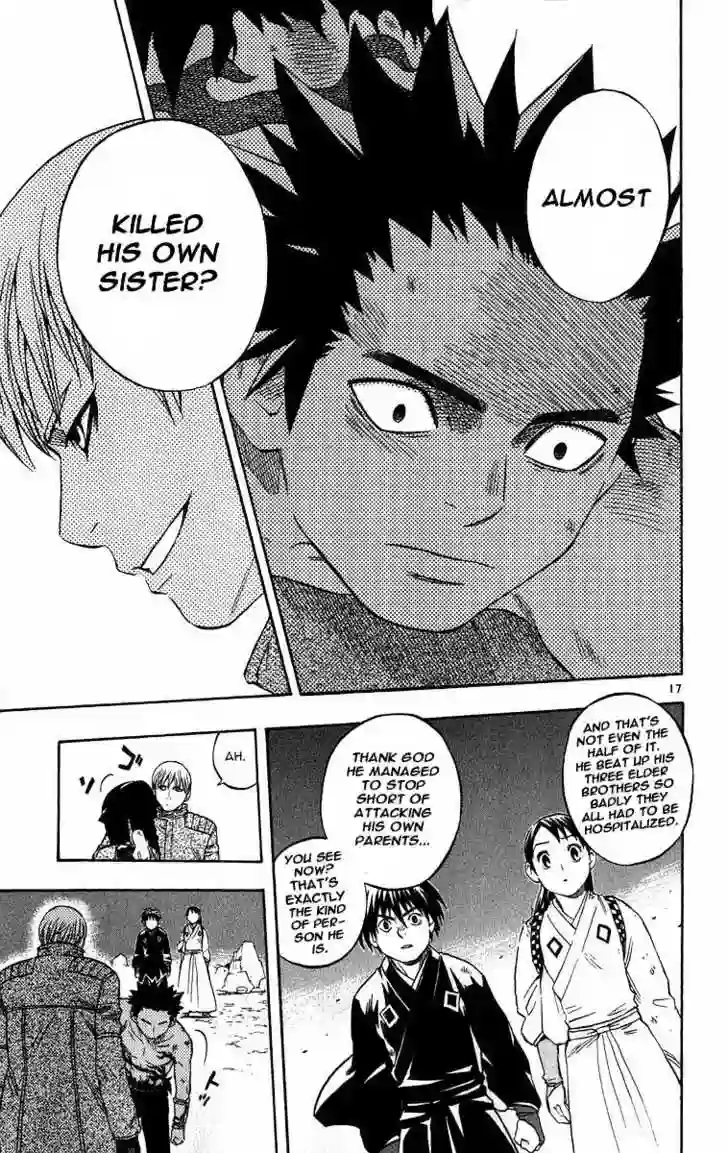 ALMOST
KILLED
HIS OWN
SISTER?
17
AND THAT'S
NOT EVEN THE
HALF OF IT.
HE BEAT UP HIS
THREE ELDER
BROTHERS SO
BADLY THEY
ALL HAD TO BE
HOSPITALIZED.
THANK GOD
HE MANAGED
TO STOP
SHORT OF
ATTACKING
HIS OWN
PARENTS...
YOU SEE
NOW?
THAT'S
EXACTLY
THE KIND
OF PER-
SON HE
IS.
AH.